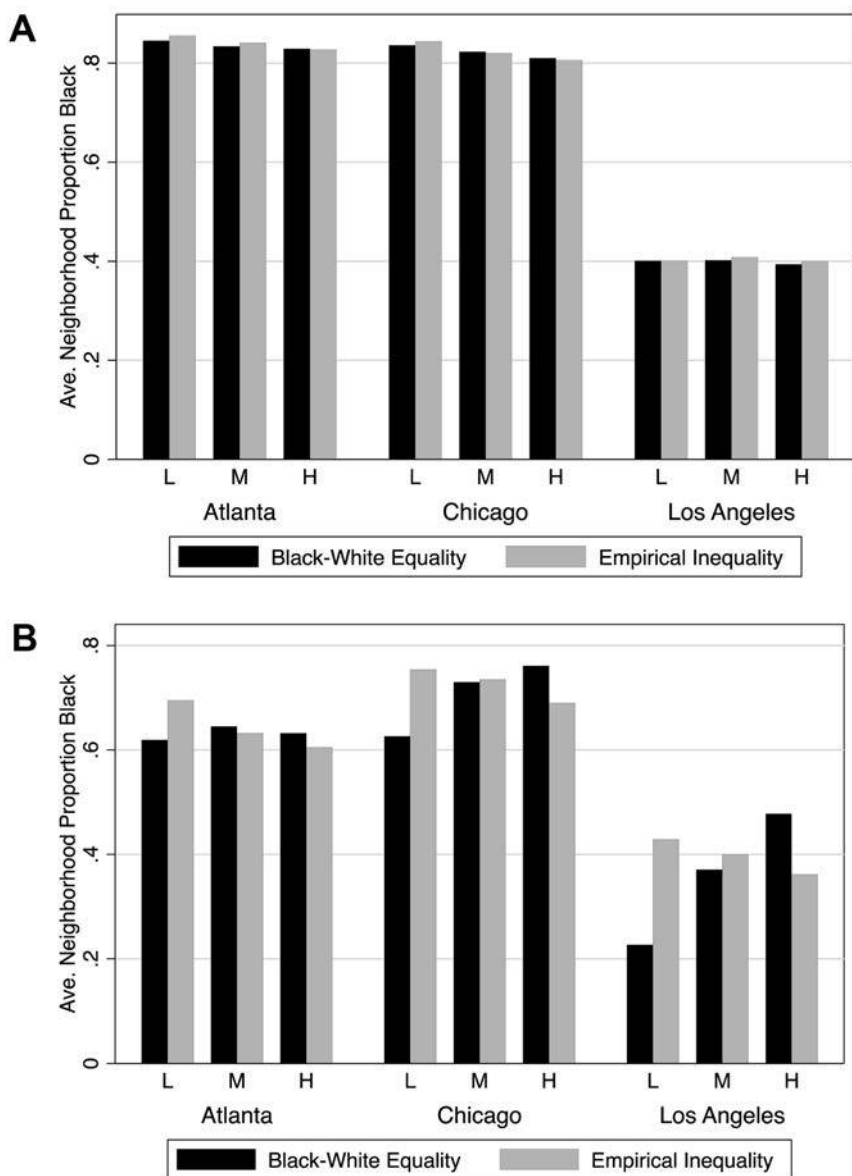 A
Ave. Neighborhood Proportion Black
.8
.6
.4
.2
0
L M H L M H L M H
Atlanta Chicago Los Angeles
Black-White Equality Empirical Inequality
B
Ave. Neighborhood Proportion Black
.8
.6
.4
.2
0
L M H L M H L M H
Atlanta Chicago Los Angeles
Black-White Equality Empirical Inequality